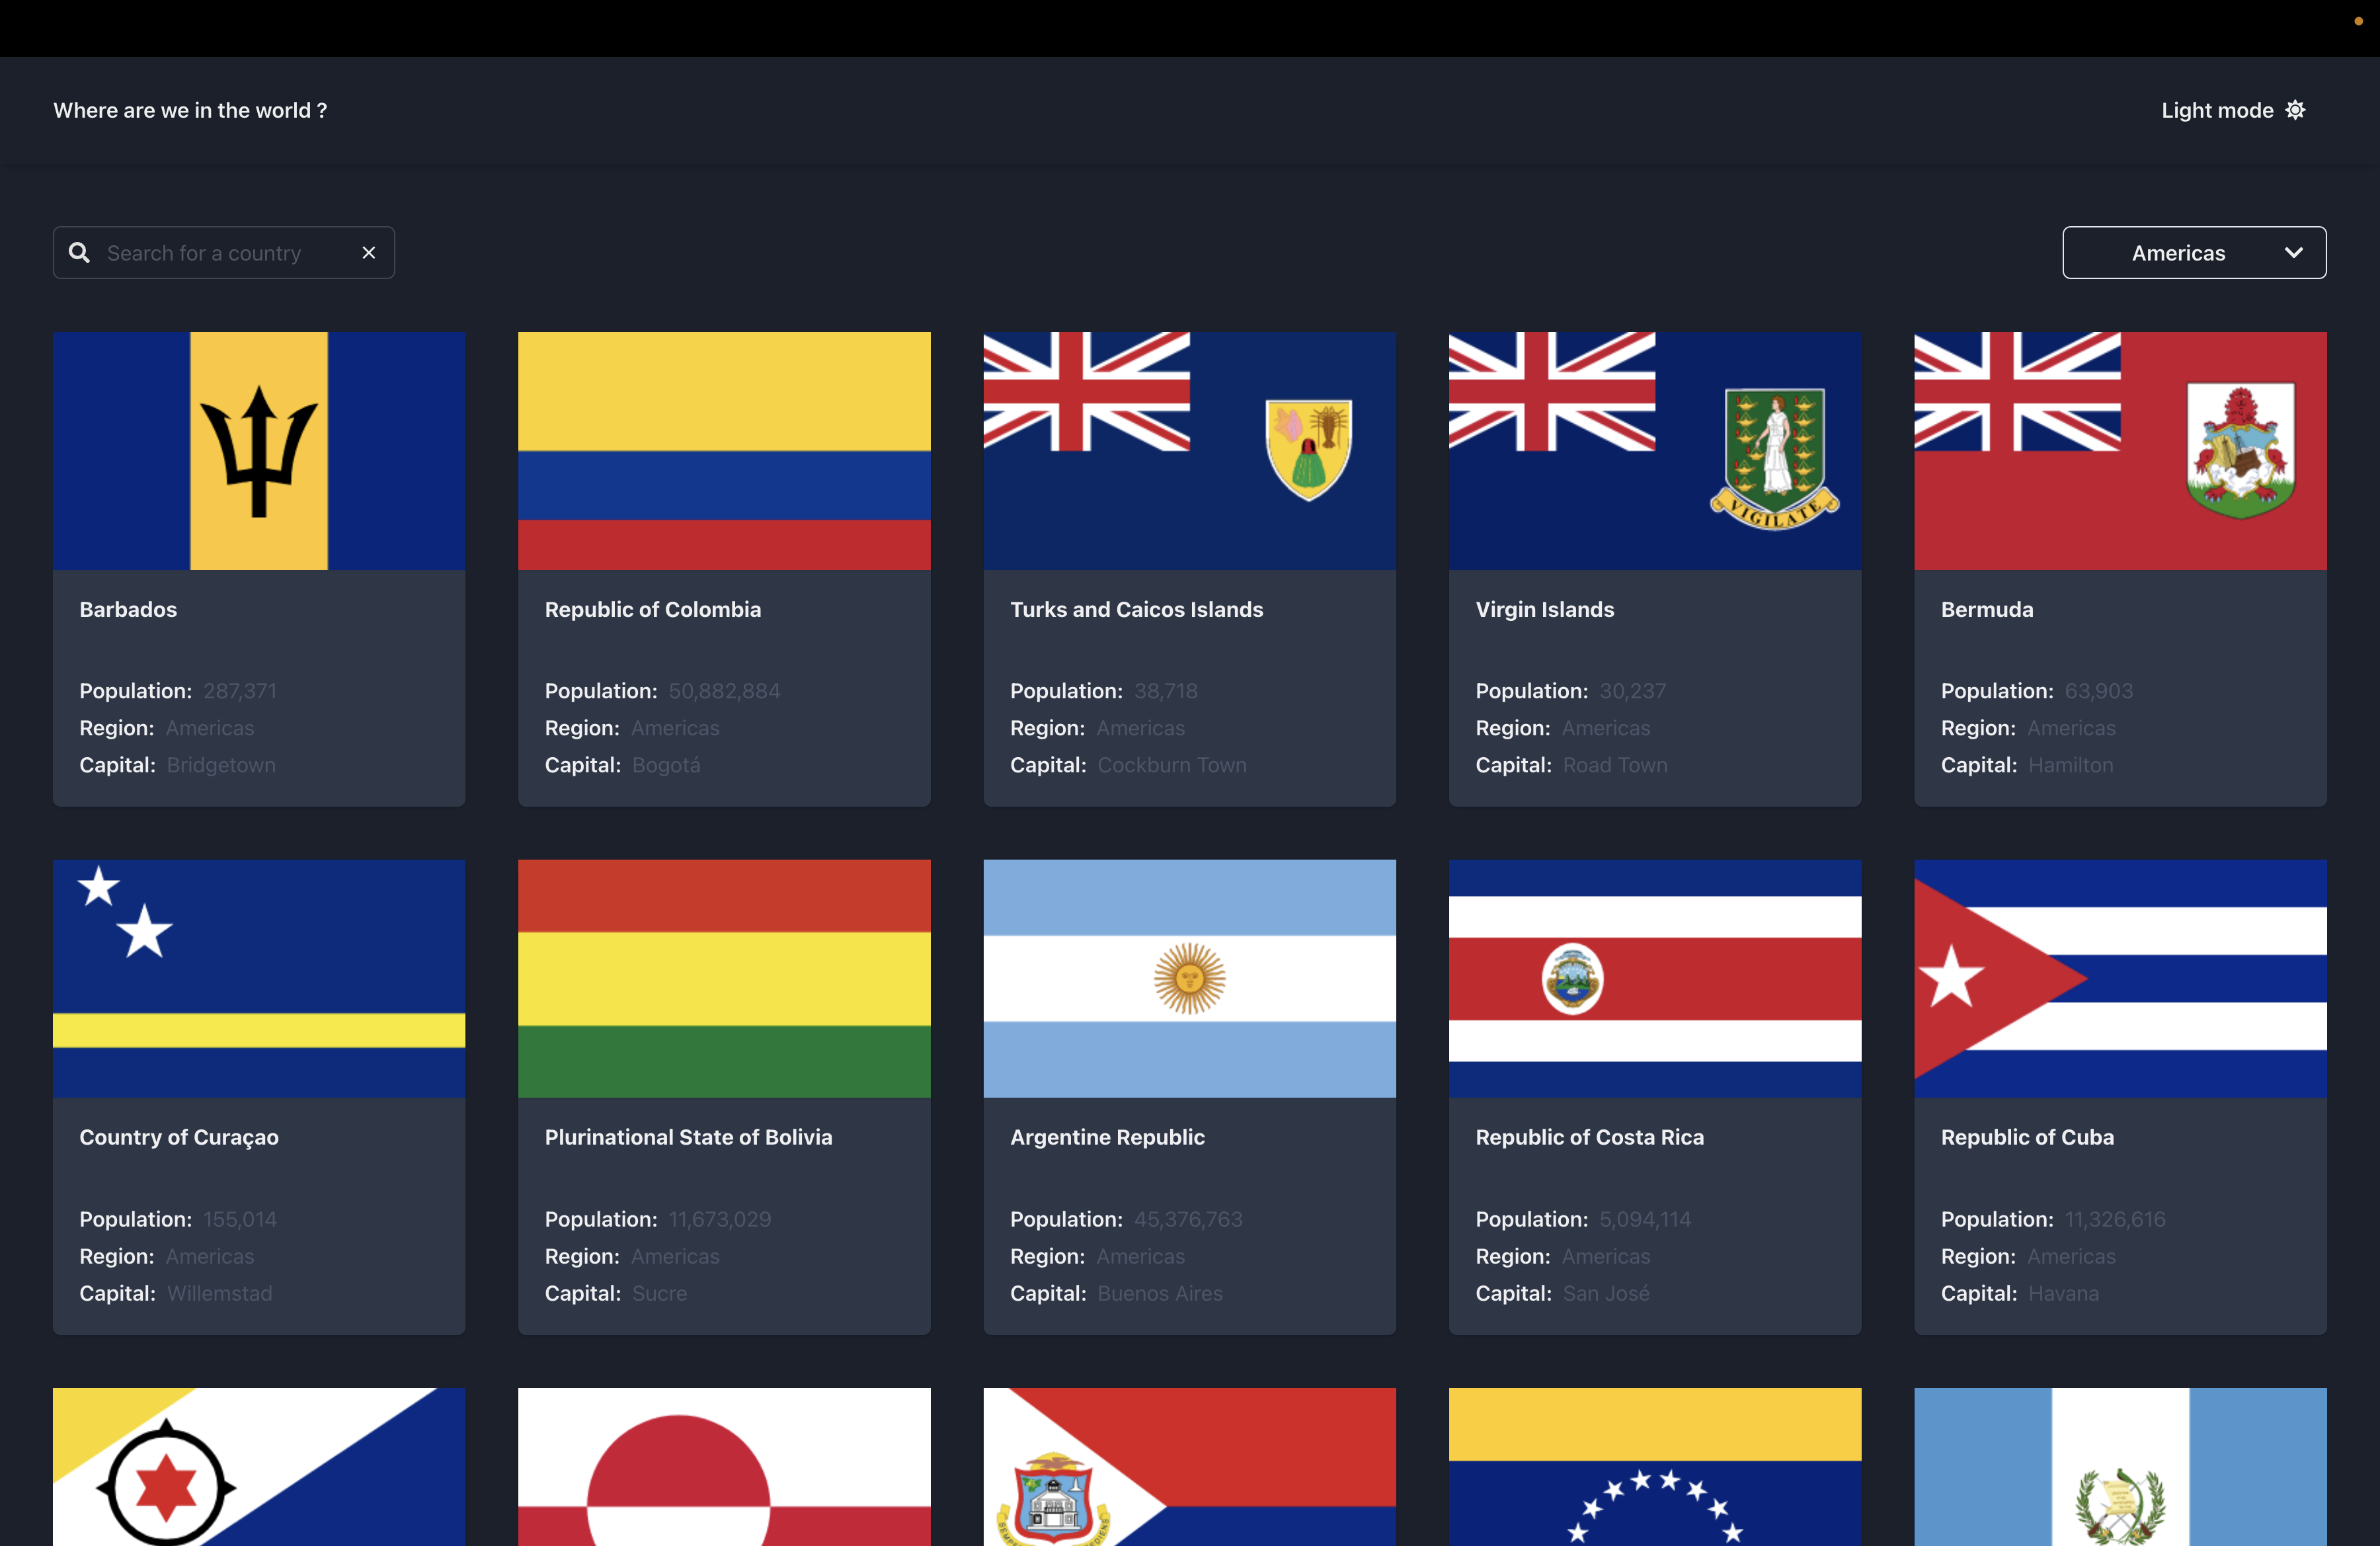 Where are we in the world ?
Light mode
Search for a country
Americas
VIGILATE
Barbados
Population: 287,371
Region: Americas
Capital: Bridgetown
Republic of Colombia
Population: 50,882,884
Region: Americas
Capital: Bogotá
Turks and Caicos Islands
Population: 38,718
Region: Americas
Capital: Cockburn Town
Virgin Islands
Population: 30,237
Region: Americas
Capital: Road Town
Bermuda
Population: 63,903
Region: Americas
Capital: Hamilton
Country of Curaçao
Population: 155,014
Region: Americas
Capital: Willemstad
Plurinational State of Bolivia
Population: 11,673,029
Region: Americas
Capital: Sucre
Argentine Republic
Population: 45,376,763
Region: Americas
Capital: Buenos Aires
Republic of Costa Rica
Population: 5,094,114
Region: Americas
Capital: San José
Republic of Cuba
Population: 11,326,616
Region: Americas
Capital: Havana